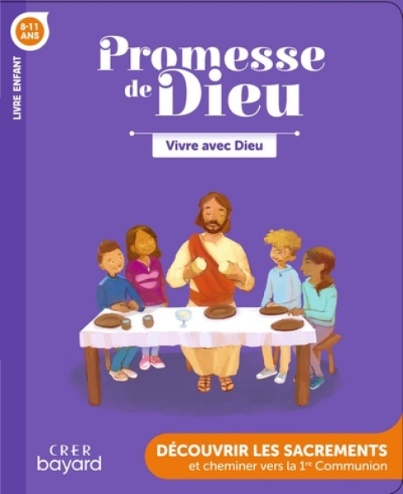 8-11
ANS
LIVRE ENFANT
Promesse
de Dieu
Vivre avec Dieu
CRER
bayard
DÉCOUVRIR LES SACREMENTS
et cheminer vers la 1re Communion